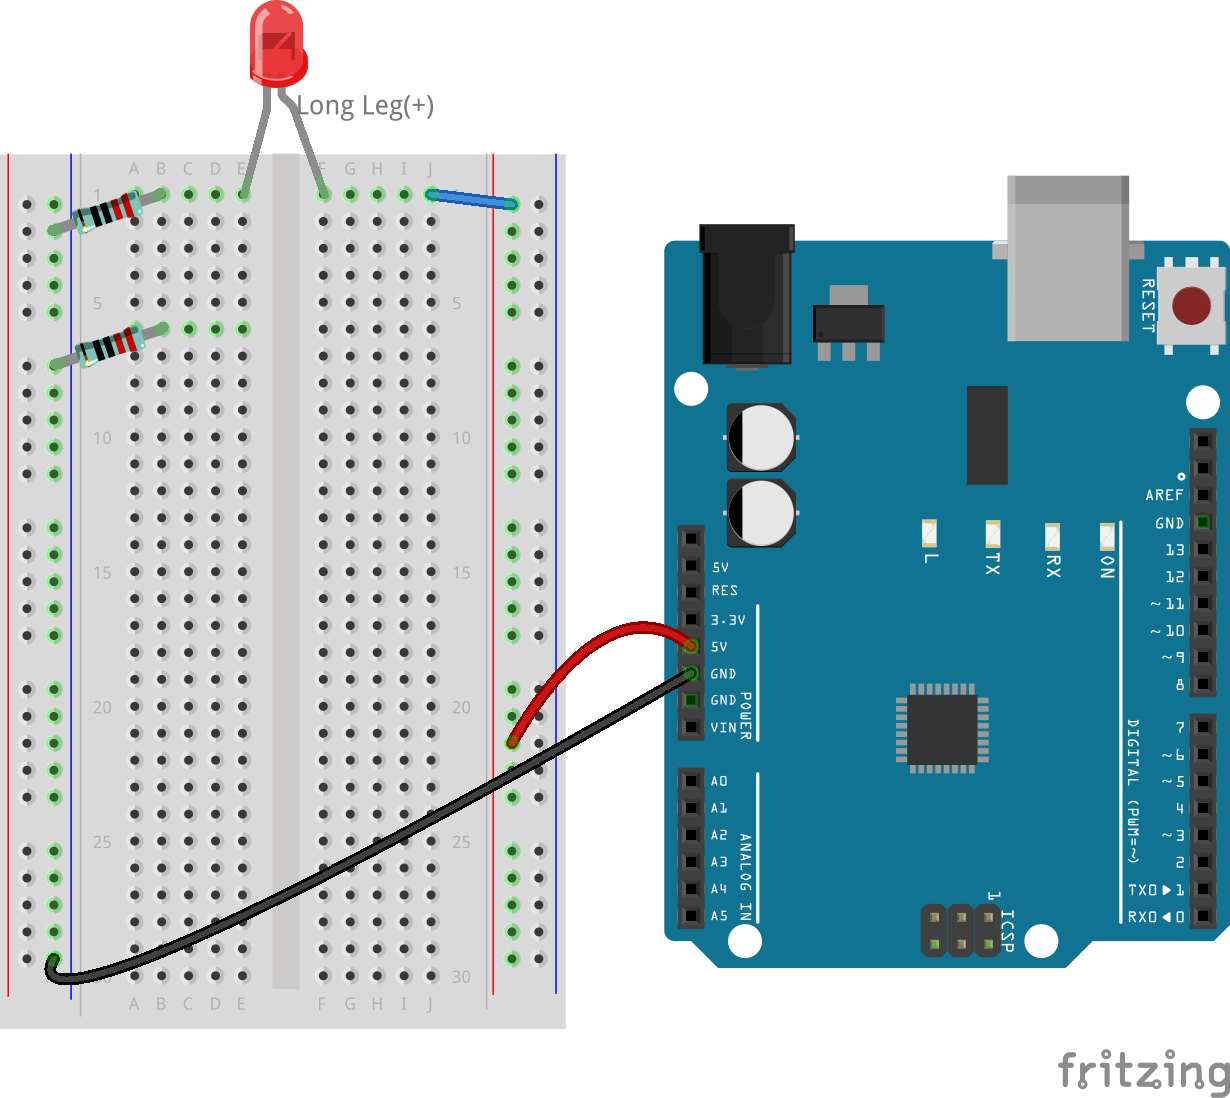 Long Leg(+)
A B C D E F G H I J
1
5 5
10 10
15 15
20 20
25 25
30 30
A B C D E F G H I J
RESET
AREF
GND
13
12
~11
~10
~9
8
L
TX
RX
ON
5V
RES
3.3V
5V
GND
GND
VIN
POWER
A0
A1
A2
A3
A4
A5
ANALOG IN
7
~6
~5
4
~3
2
TX0▶1
RX0◀0
DIGITAL (PWM=~)
1
ICSP
fritzing